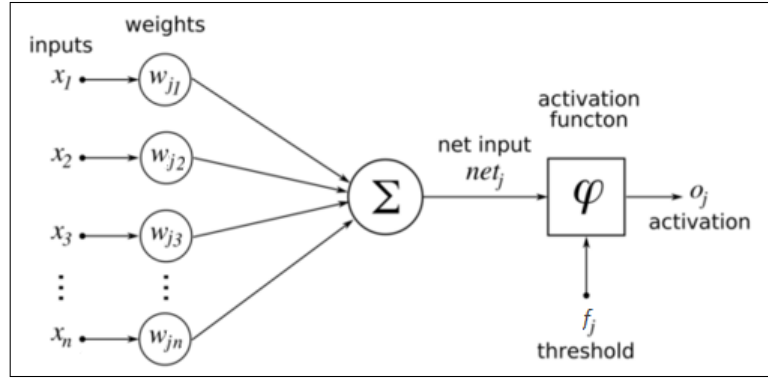 weights
inputs
x1 wj1
x2 wj2
x3 wj3
xn wjn
Σ
net input
netj
activation
functon
φ
oj
activation
fj
threshold